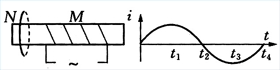 N M
~
i
t
t₁ t₂ t₃ t₄